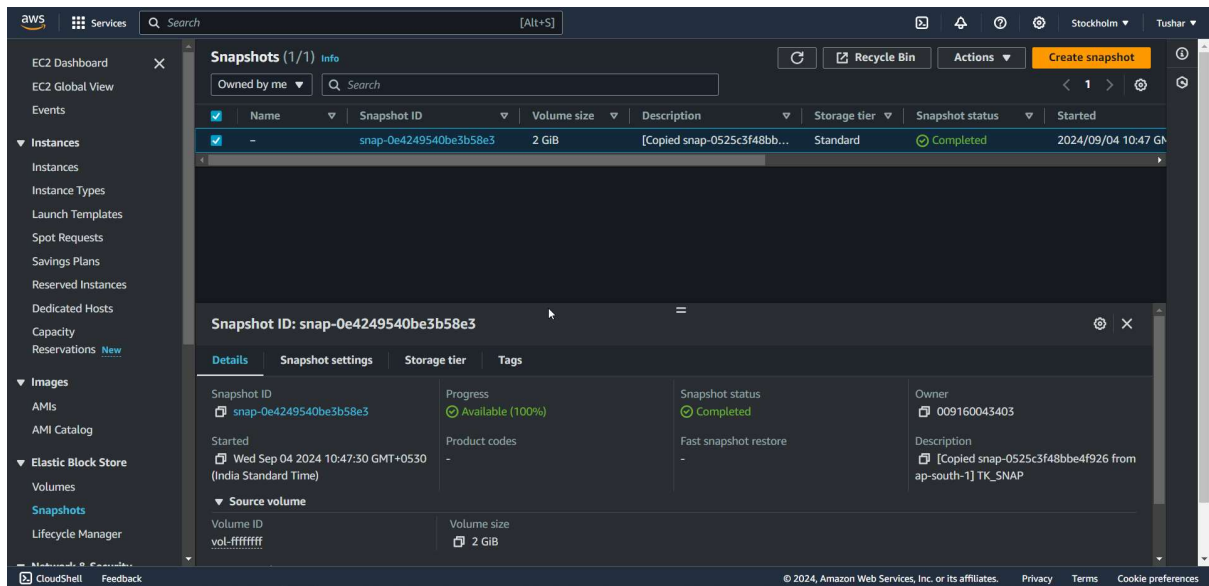 aws Services Search [Alt+S] Stockholm Tushar
EC2 Dashboard
EC2 Global View
Events
Instances
Instances
Instance Types
Launch Templates
Spot Requests
Savings Plans
Reserved Instances
Dedicated Hosts
Capacity
Reservations New
Images
AMIs
AMI Catalog
Elastic Block Store
Volumes
Snapshots
Lifecycle Manager
Network & Security
Snapshots (1/1) Info
Recycle Bin Actions Create snapshot
Owned by me Search 1
Name Snapshot ID Volume size Description Storage tier Snapshot status Started
– snap-0e4249540be3b58e3 2 GiB [Copied snap-0525c3f48bb... Standard Completed 2024/09/04 10:47 GM
Snapshot ID: snap-0e4249540be3b58e3
Details Snapshot settings Storage tier Tags
Snapshot ID Progress Snapshot status Owner
snap-0e4249540be3b58e3 Available (100%) Completed 009160043403
Started Product codes Fast snapshot restore Description
Wed Sep 04 2024 10:47:30 GMT+0530 – – [Copied snap-0525c3f48bbe4f926 from
(India Standard Time) ap-south-1] TK_SNAP
Source volume
Volume ID Volume size
vol-ffffffff 2 GiB
CloudShell Feedback © 2024, Amazon Web Services, Inc. or its affiliates. Privacy Terms Cookie preferences